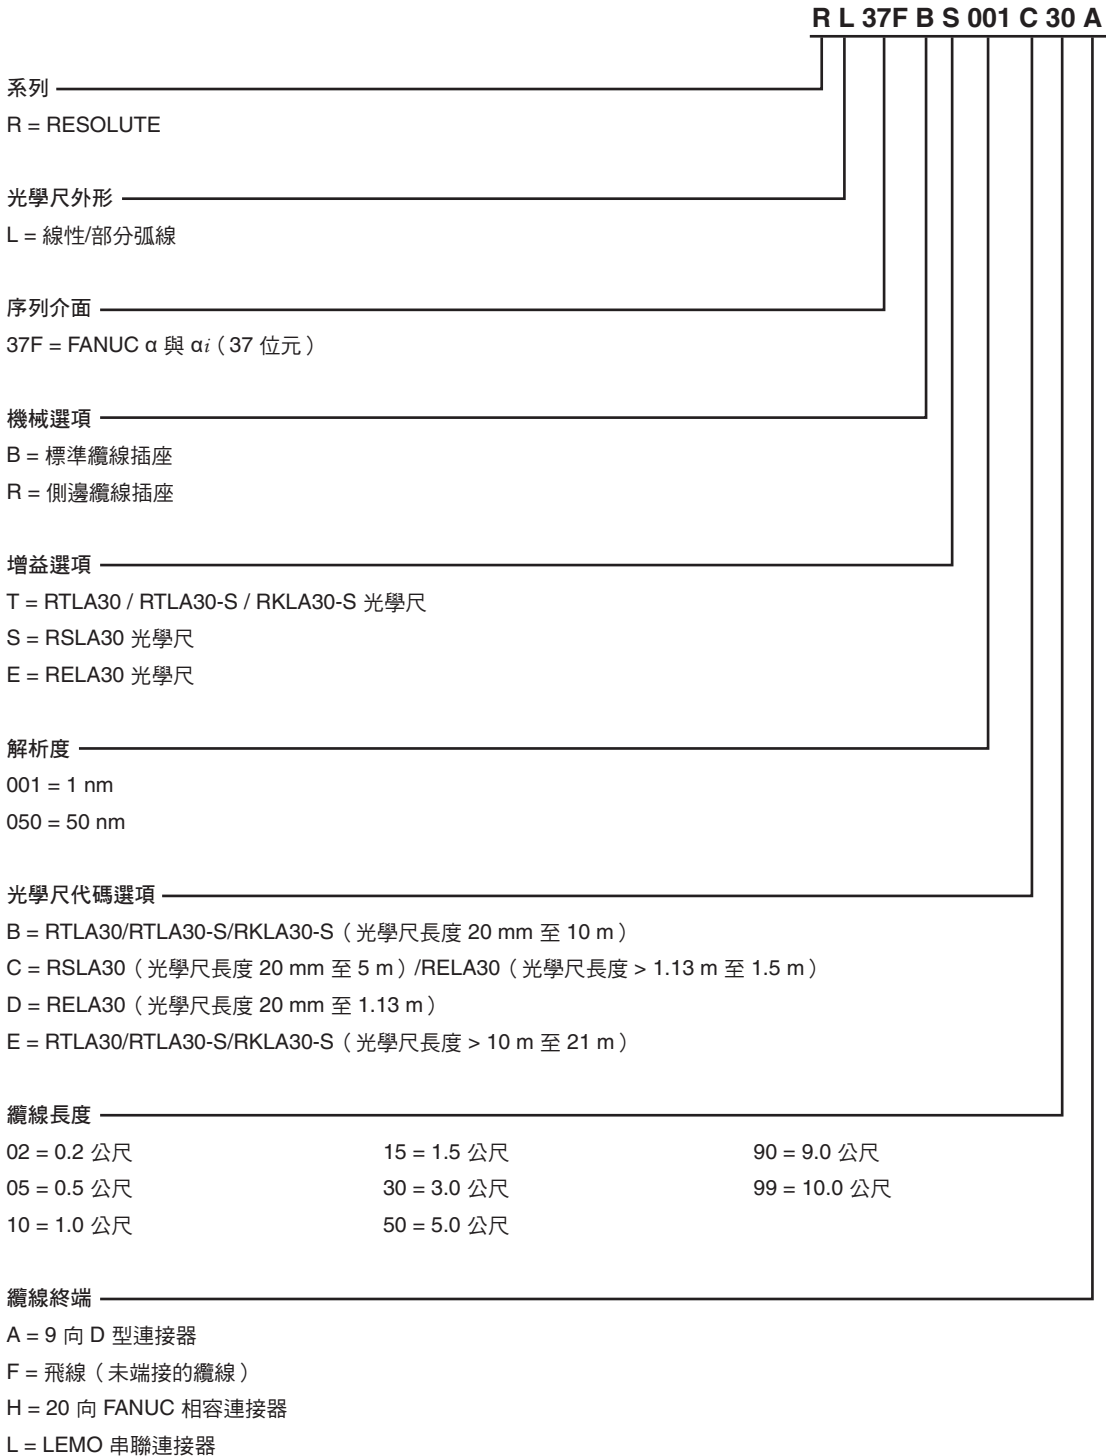 R L 37F B S 001 C 30 A
系列
R = RESOLUTE
光學尺外形
L = 線性/部分弧線
序列介面
37F = FANUC α 與 αi（37 位元）
機械選項
B = 標準纜線插座
R = 側邊纜線插座
增益選項
T = RTLA30 / RTLA30-S / RKLA30-S 光學尺
S = RSLA30 光學尺
E = RELA30 光學尺
解析度
001 = 1 nm
050 = 50 nm
光學尺代碼選項
B = RTLA30/RTLA30-S/RKLA30-S（光學尺長度 20 mm 至 10 m）
C = RSLA30（光學尺長度 20 mm 至 5 m）/RELA30（光學尺長度 > 1.13 m 至 1.5 m）
D = RELA30（光學尺長度 20 mm 至 1.13 m）
E = RTLA30/RTLA30-S/RKLA30-S（光學尺長度 > 10 m 至 21 m）
纜線長度
02 = 0.2 公尺 15 = 1.5 公尺 90 = 9.0 公尺
05 = 0.5 公尺 30 = 3.0 公尺 99 = 10.0 公尺
10 = 1.0 公尺 50 = 5.0 公尺
纜線終端
A = 9 向 D 型連接器
F = 飛線（未端接的纜線）
H = 20 向 FANUC 相容連接器
L = LEMO 串聯連接器